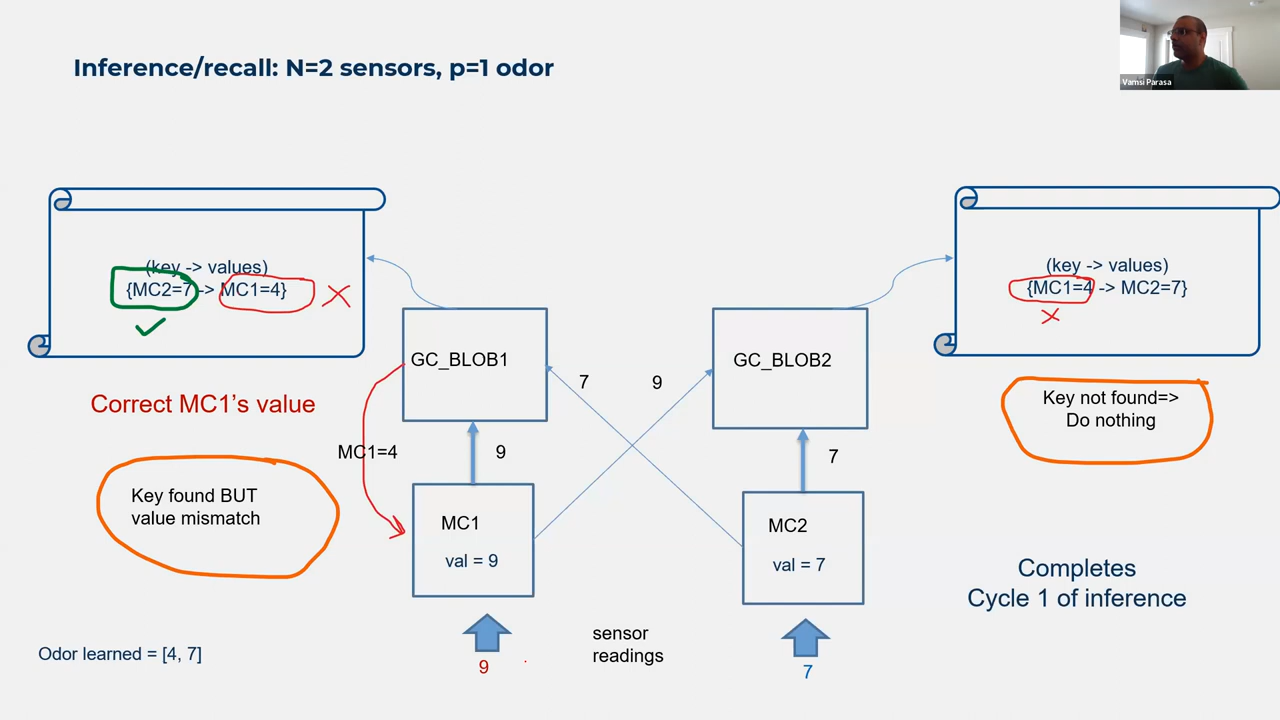 Inference/recall: N=2 sensors, p=1 odor
Vamsi Parasa
(key -> values)
{MC2=7 -> MC1=4}
(key -> values)
{MC1=4 -> MC2=7}
GC_BLOB1
GC_BLOB2
7
9
Correct MC1's value
Key not found=>
Do nothing
MC1=4
9
7
Key found BUT
value mismatch
MC1
val = 9
MC2
val = 7
Completes
Cycle 1 of inference
sensor
readings
Odor learned = [4, 7]
9
7